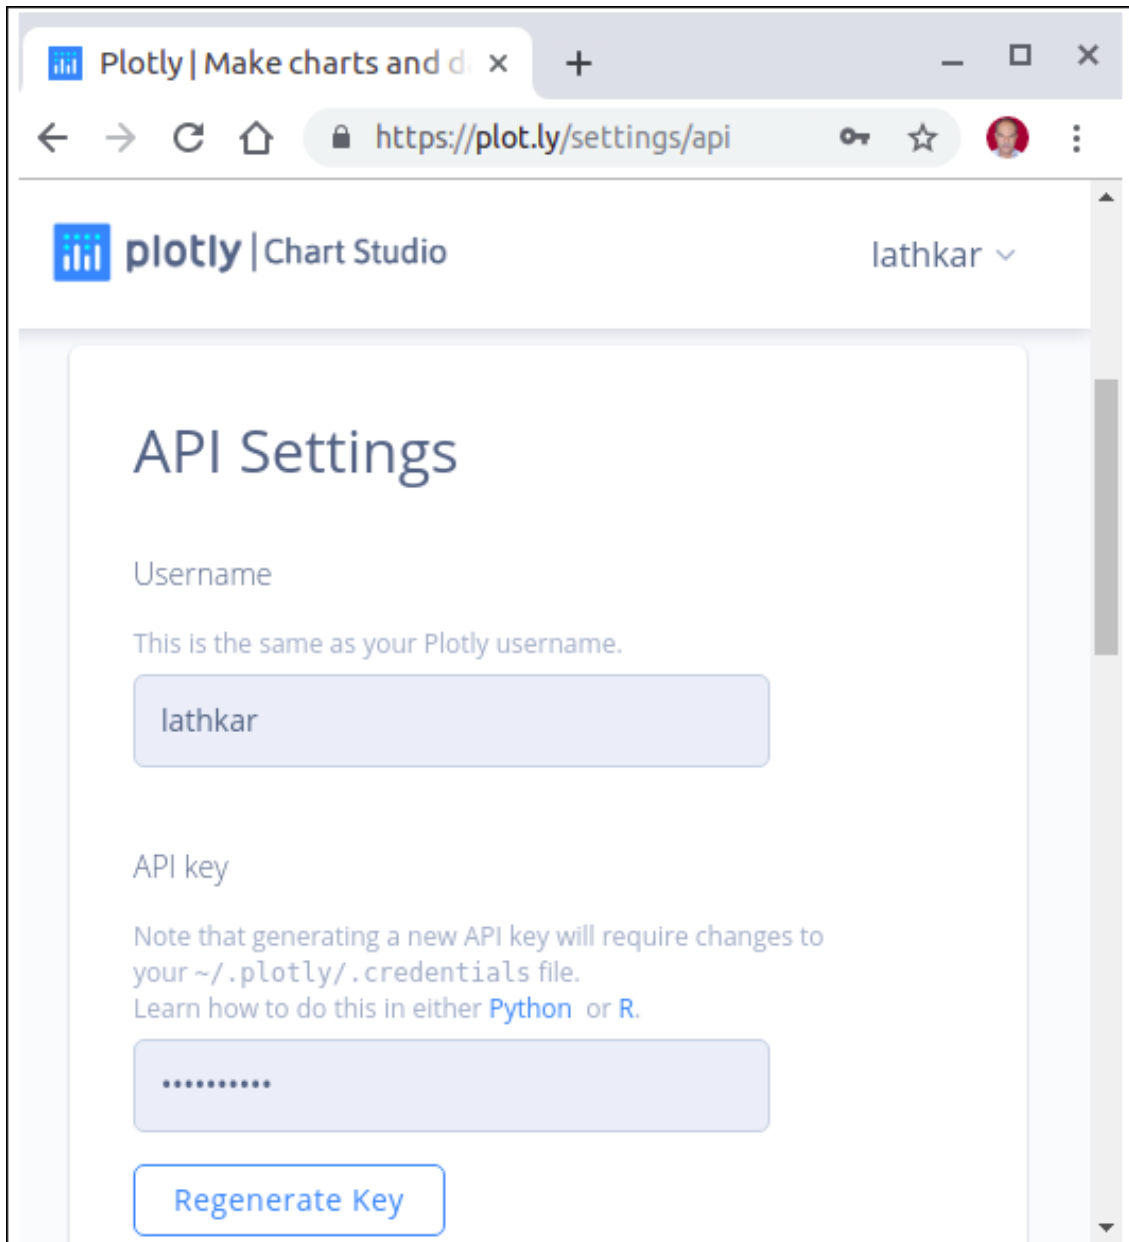 Plotly | Make charts and d
https://plot.ly/settings/api
plotly | Chart Studio
lathkar
API Settings
Username
This is the same as your Plotly username.
lathkar
API key
Note that generating a new API key will require changes to
your ~/.plotly/.credentials file.
Learn how to do this in either Python or R.
••••••••••
Regenerate Key